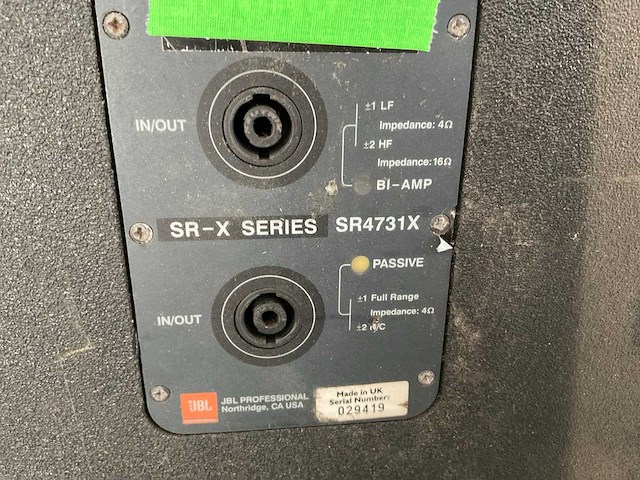 ±1 LF
IN/OUT
Impedance: 4Ω
±2 HF
Impedance: 16Ω
BI-AMP
SR-X SERIES SR4731X
PASSIVE
±1 Full Range
Impedance: 4Ω
IN/OUT
±2 N/C
JBL
JBL PROFESSIONAL
Northridge, CA USA
Made in UK
Serial Number:
029419